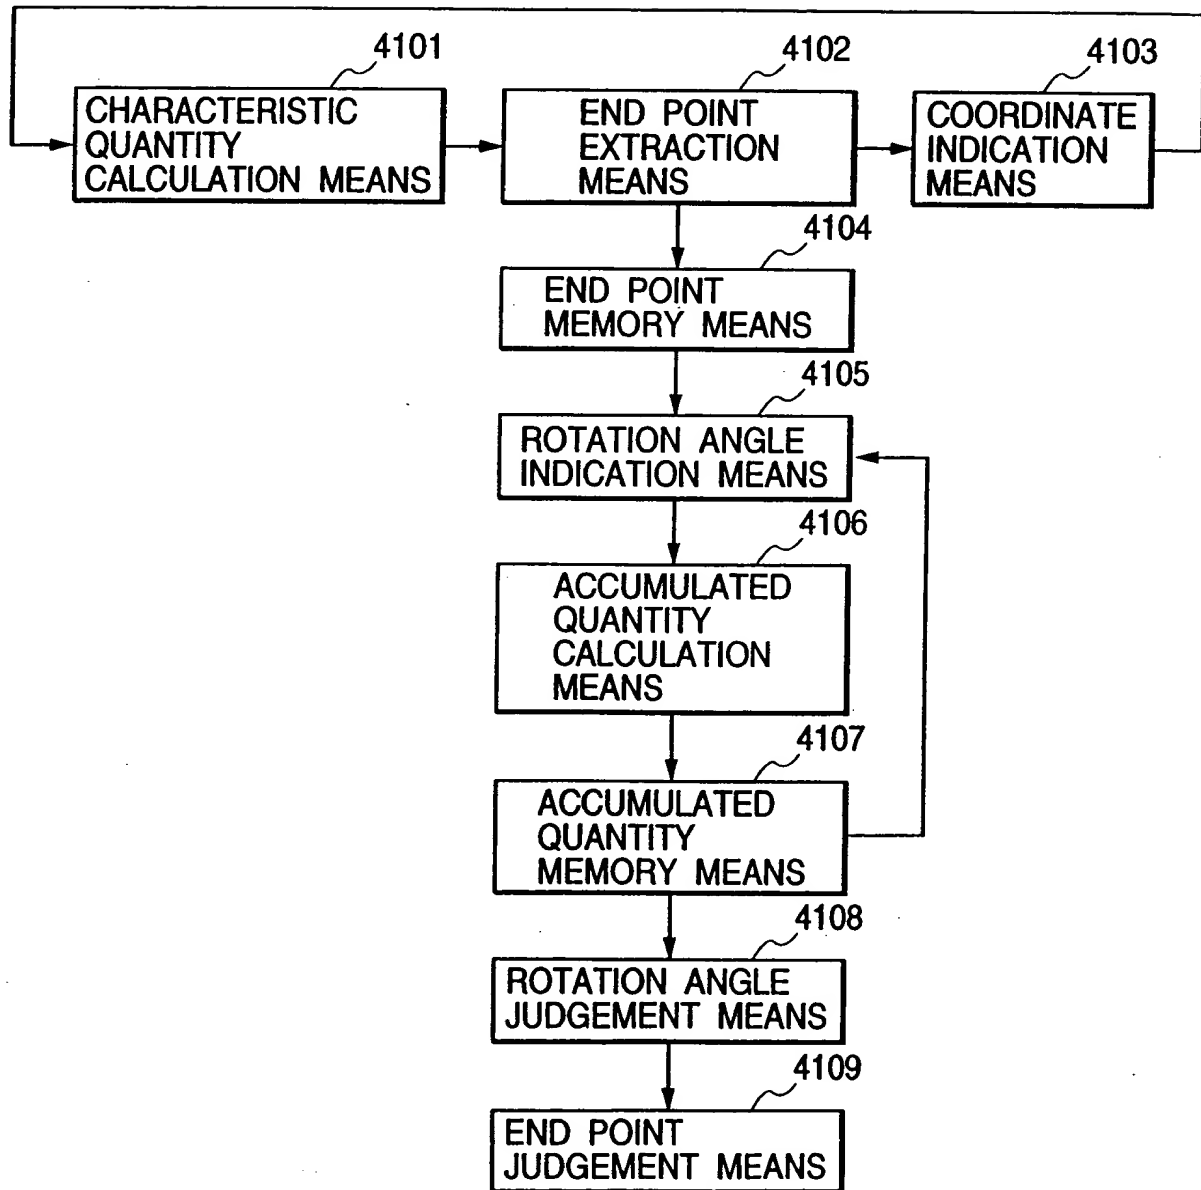 4101
CHARACTERISTIC
QUANTITY
CALCULATION MEANS
4102
END POINT
EXTRACTION
MEANS
4103
COORDINATE
INDICATION
MEANS
4104
END POINT
MEMORY MEANS
4105
ROTATION ANGLE
INDICATION MEANS
4106
ACCUMULATED
QUANTITY
CALCULATION
MEANS
4107
ACCUMULATED
QUANTITY
MEMORY MEANS
4108
ROTATION ANGLE
JUDGEMENT MEANS
4109
END POINT
JUDGEMENT MEANS